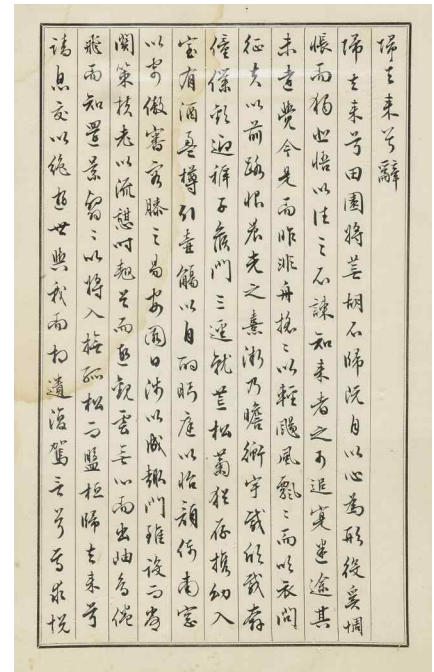 歸去來兮辭
歸去來兮田園將蕪胡不歸既自以心為形役奚惆
悵而獨悲悟以往之不諫知來者之可追寔迷途其
未遠覺今是而昨非舟搖〻以輕颺風飄〻而吹衣問
征夫以前路恨晨光之熹微乃瞻衡宇載欣載奔
僮僕歡迎稚子候門三逕就荒松菊猶存携幼入
室有酒盈樽引壺觴以自酌眄庭以怡顏倚南窗
以寄傲審容膝之易安園日涉以成趣門雖設而常
關策扶老以流憩時翹首而遐觀雲無心而出岫鳥倦
飛而知還景翳〻以將入撫孤松而盤桓歸去來兮
請息交以絕遊世與我而相遺復駕言兮焉求悅